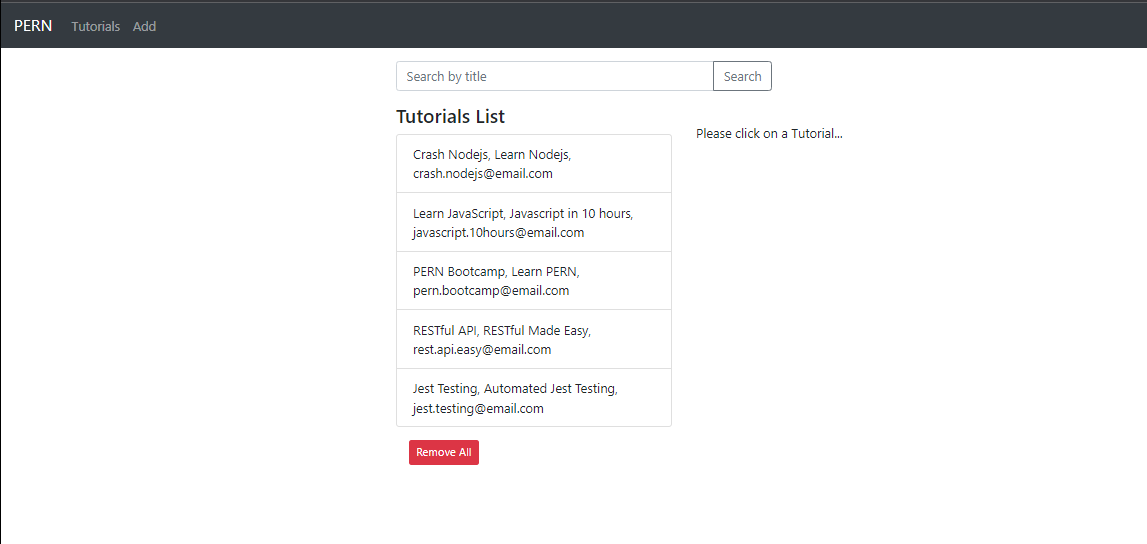 PERN Tutorials Add
Search by title Search
Tutorials List
Please click on a Tutorial...
Crash Nodejs, Learn Nodejs,
crash.nodejs@email.com
Learn JavaScript, Javascript in 10 hours,
javascript.10hours@email.com
PERN Bootcamp, Learn PERN,
pern.bootcamp@email.com
RESTful API, RESTful Made Easy,
rest.api.easy@email.com
Jest Testing, Automated Jest Testing,
jest.testing@email.com
Remove All